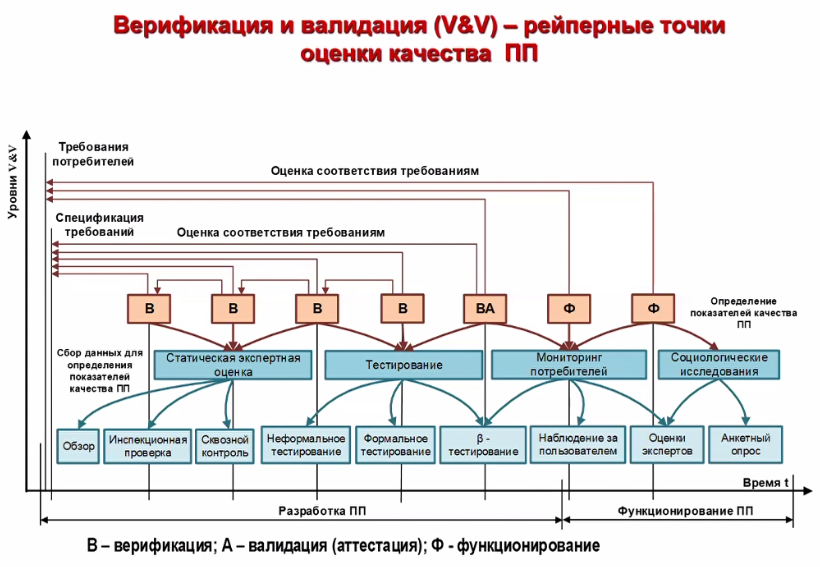 Верификация и валидация (V&V) – рейперные точки
оценки качества ПП
Уровни V&V
Требования
потребителей
Оценка соответствия требованиям
Спецификация
требований
Оценка соответствия требованиям
В
В
В
В
ВА
Ф
Ф
Определение
показателей качества
ПП
Сбор данных для
определения
показателей
качества ПП
Статическая экспертная
оценка
Тестирование
Мониторинг
потребителей
Социологические
исследования
Обзор
Инспекционная
проверка
Сквозной
контроль
Неформальное
тестирование
Формальное
тестирование
β -
тестирование
Наблюдение за
пользователем
Оценки
экспертов
Анкетный
опрос
Время t
Разработка ПП
Функционирование ПП
В – верификация; А – валидация (аттестация); Ф - функционирование